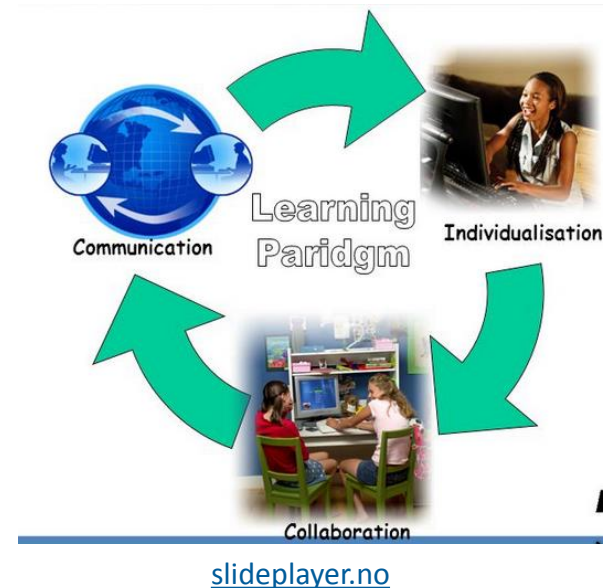 Communication
Learning
Paridgm
Individualisation
Collaboration
slideplayer.no